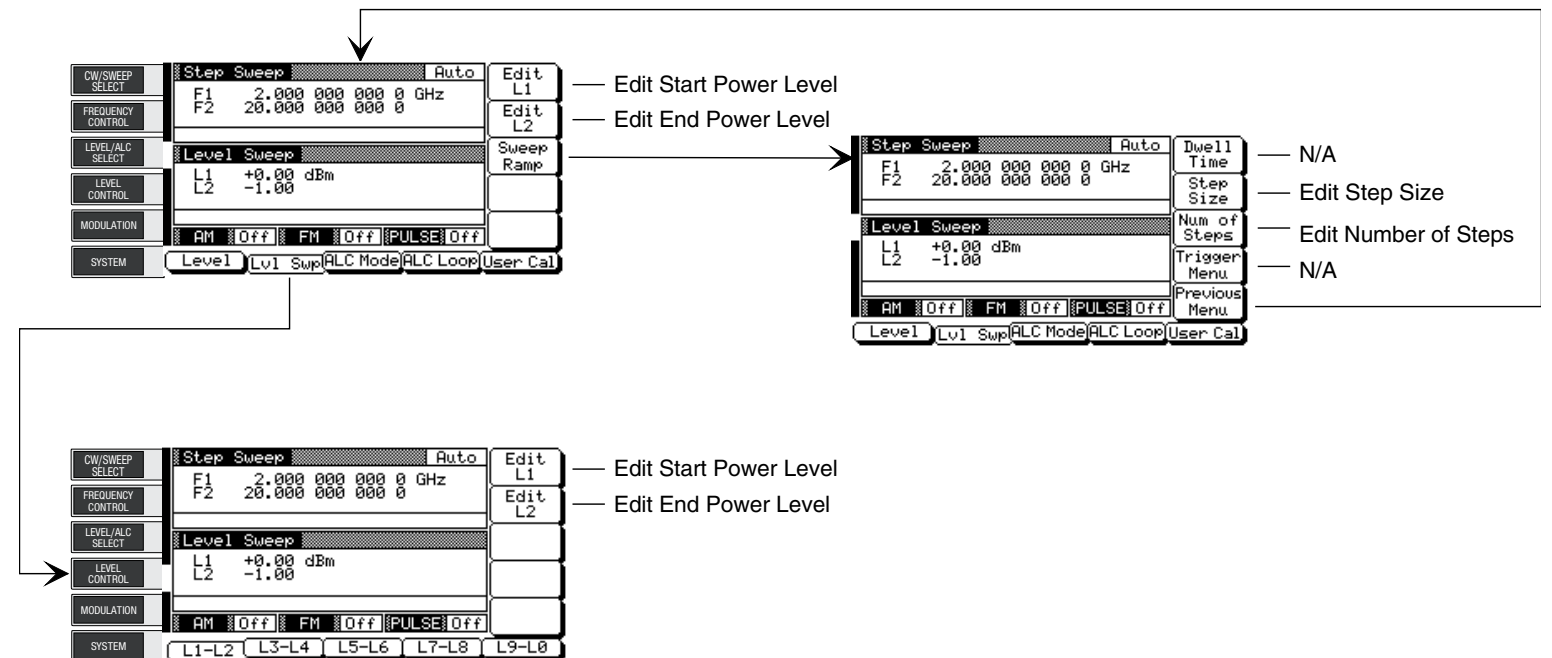 CW/SWEEP
SELECT
FREQUENCY
CONTROL
LEVEL/ALC
SELECT
LEVEL
CONTROL
MODULATION
SYSTEM
Step Sweep Auto
F1 2.000 000 000 0 GHz
F2 20.000 000 000 0
Level Sweep
L1 +0.00 dBm
L2 -1.00
AM Off FM Off PULSE Off
Level Lvl Swp ALC Mode ALC Loop User Cal
Edit
L1
Edit
L2
Sweep
Ramp
Edit Start Power Level
Edit End Power Level
Step Sweep Auto
F1 2.000 000 000 0 GHz
F2 20.000 000 000 0
Level Sweep
L1 +0.00 dBm
L2 -1.00
AM Off FM Off PULSE Off
Level Lvl Swp ALC Mode ALC Loop User Cal
Dwell
Time
Step
Size
Num of
Steps
Trigger
Menu
Previous
Menu
N/A
Edit Step Size
Edit Number of Steps
N/A
CW/SWEEP
SELECT
FREQUENCY
CONTROL
LEVEL/ALC
SELECT
LEVEL
CONTROL
MODULATION
SYSTEM
Step Sweep Auto
F1 2.000 000 000 0 GHz
F2 20.000 000 000 0
Level Sweep
L1 +0.00 dBm
L2 -1.00
AM Off FM Off PULSE Off
L1-L2 L3-L4 L5-L6 L7-L8 L9-L0
Edit
L1
Edit
L2
Edit Start Power Level
Edit End Power Level